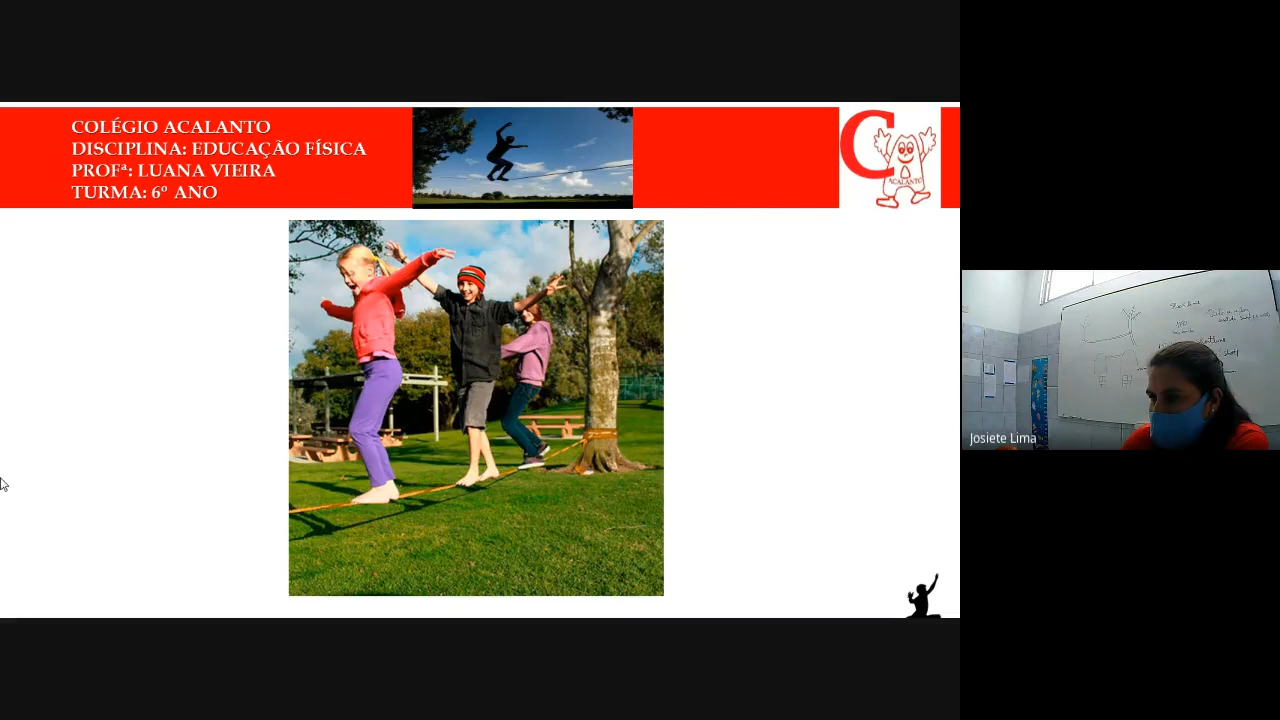 COLÉGIO ACALANTO
DISCIPLINA: EDUCAÇÃO FÍSICA
PROFª: LUANA VIEIRA
TURMA: 6º ANO
C
ACALANTO
Josiete Lima